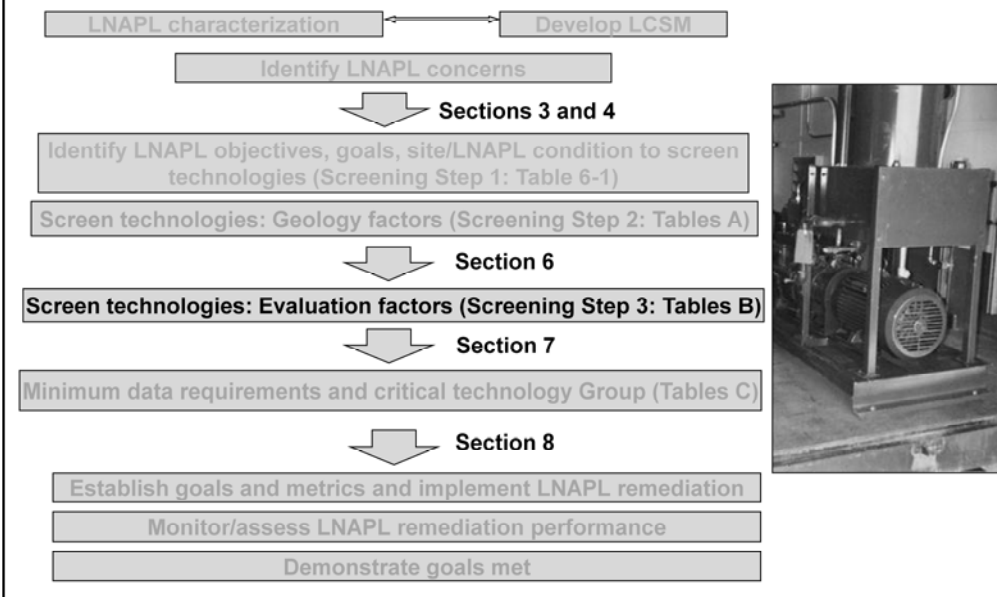 LNAPL characterization
Develop LCSM
Identify LNAPL concerns
Sections 3 and 4
Identify LNAPL objectives, goals, site/LNAPL condition to screen
technologies (Screening Step 1: Table 6-1)
Screen technologies: Geology factors (Screening Step 2: Tables A)
Section 6
Screen technologies: Evaluation factors (Screening Step 3: Tables B)
Section 7
Minimum data requirements and critical technology Group (Tables C)
Section 8
Establish goals and metrics and implement LNAPL remediation
Monitor/assess LNAPL remediation performance
Demonstrate goals met